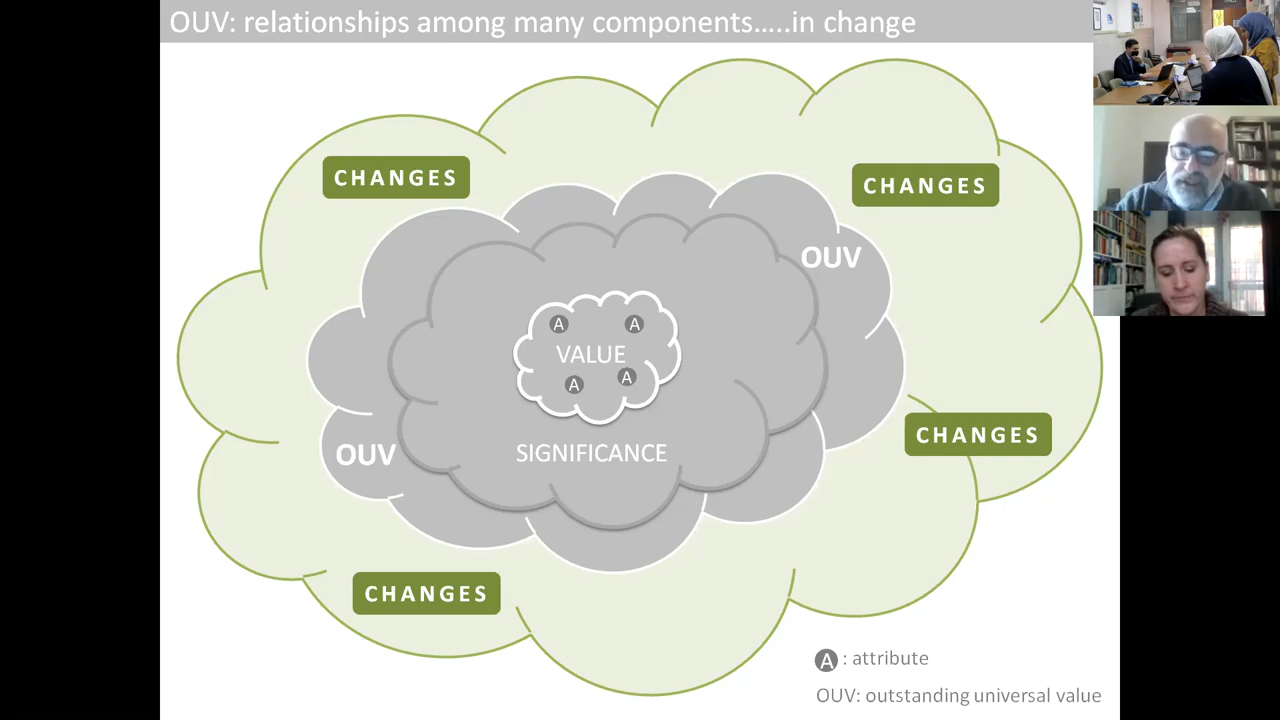 OUV: relationships among many components.....in change
CHANGES
CHANGES
OUV
A
A
VALUE
A
A
CHANGES
SIGNIFICANCE
OUV
CHANGES
A : attribute
OUV: outstanding universal value